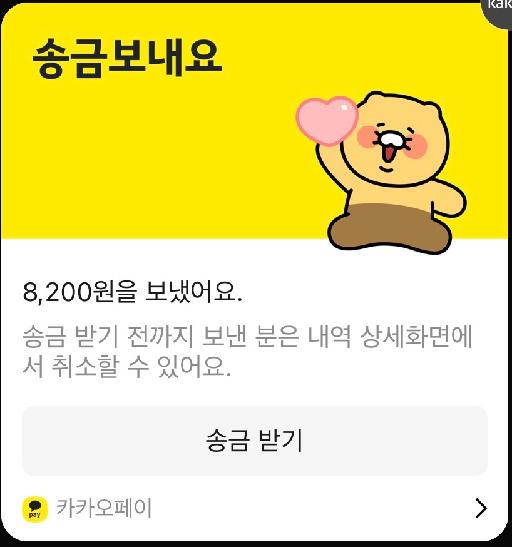 kak
송금보내요
8,200원을 보냈어요.
송금 받기 전까지 보낸 분은 내역 상세화면에
서 취소할 수 있어요.
송금 받기
pay
카카오페이